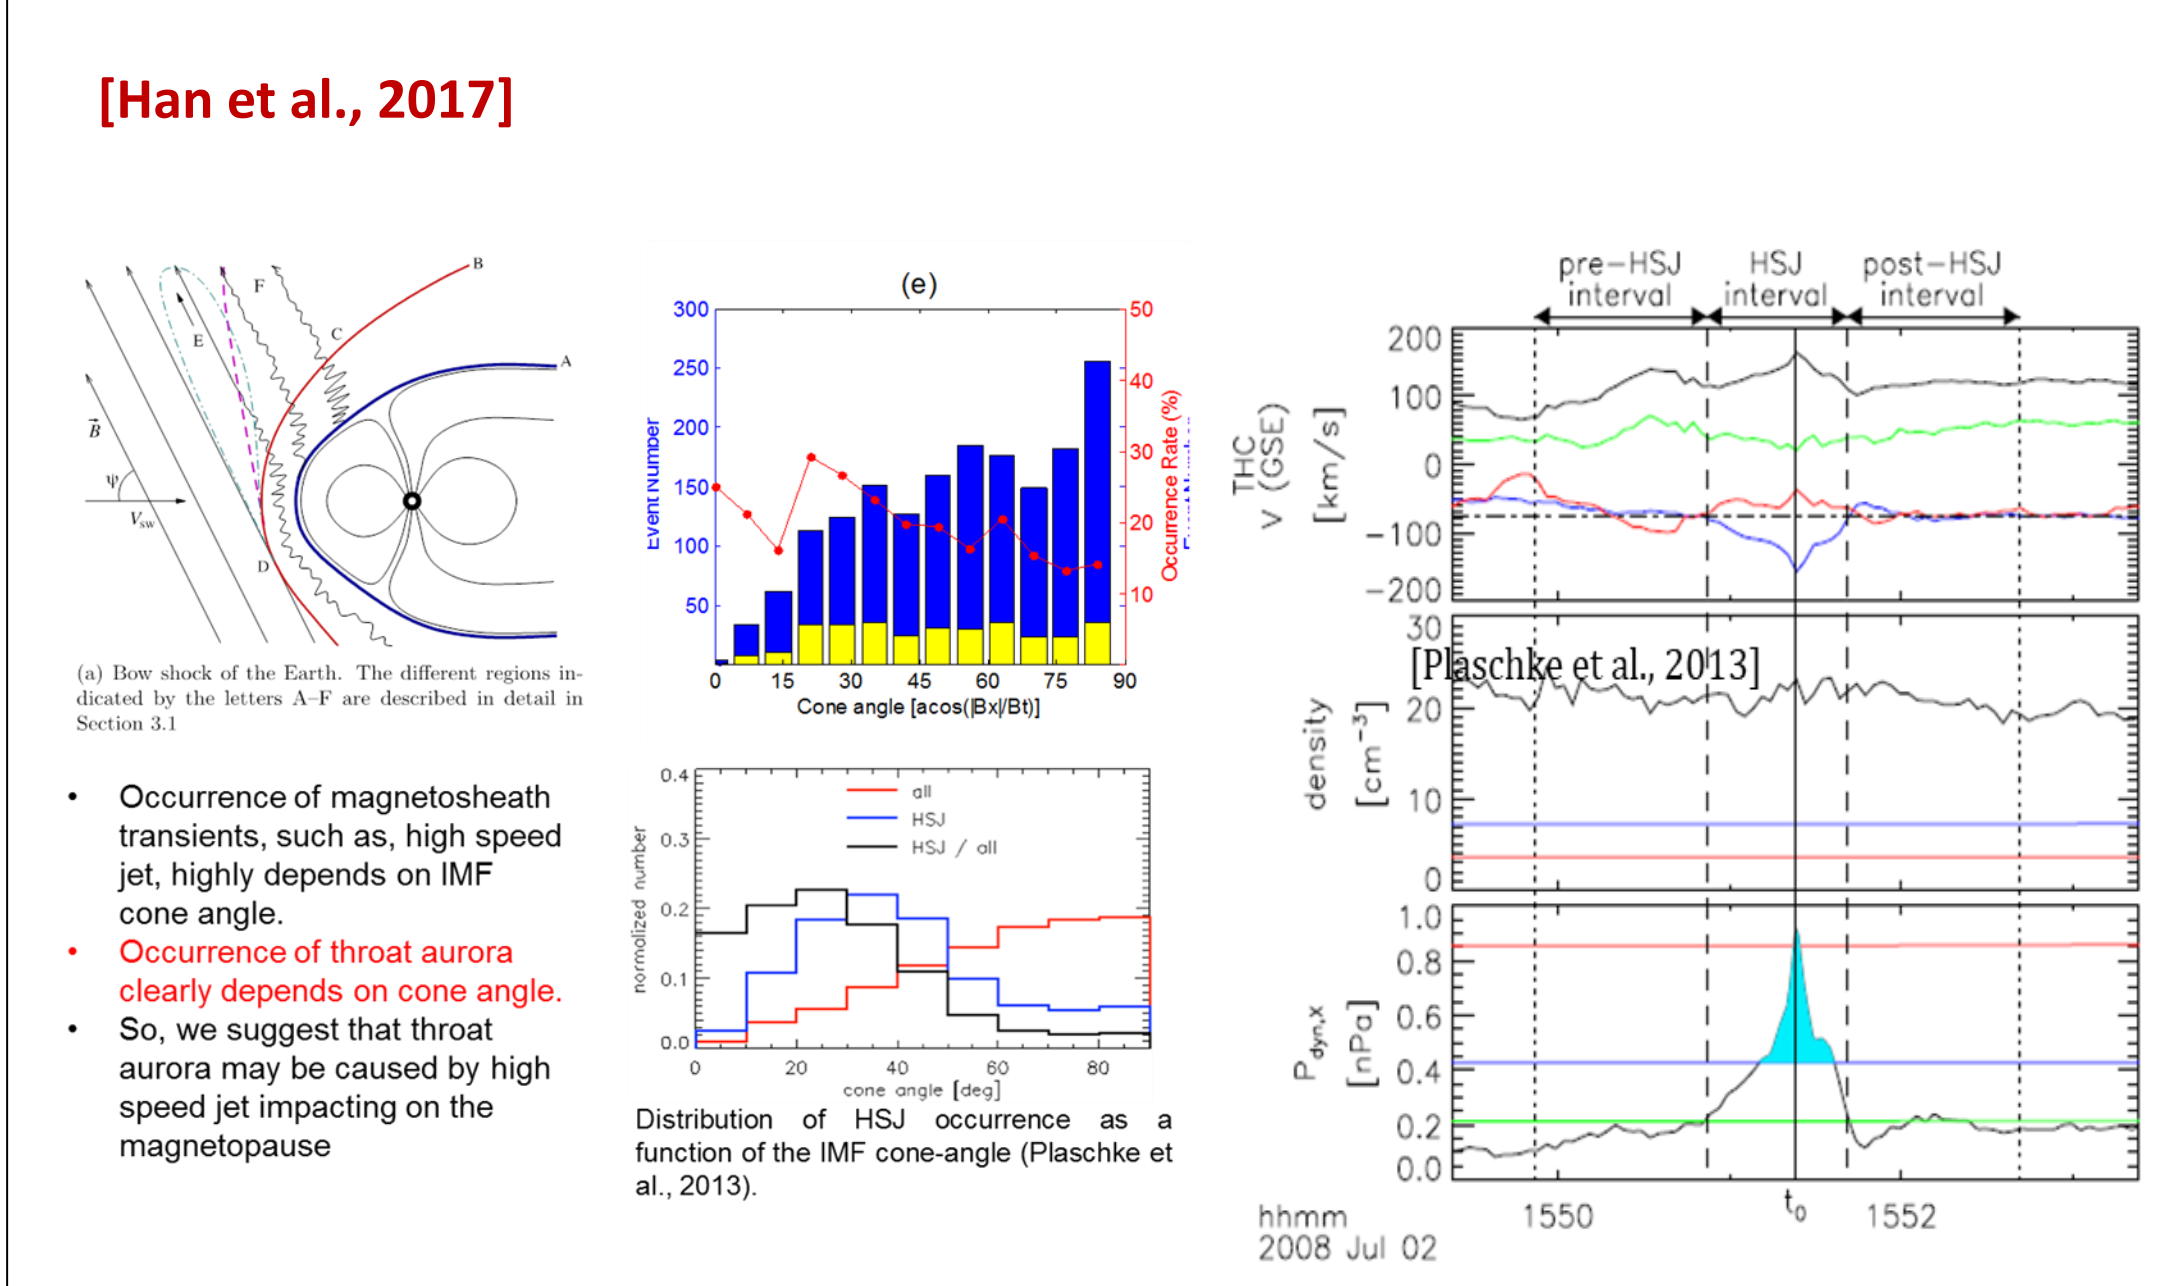 [Han et al., 2017]
B
F
C
E
A
B
ψ
Vsw
D
(a) Bow shock of the Earth. The different regions in-
dicated by the letters A–F are described in detail in
Section 3.1
• Occurrence of magnetosheath
transients, such as, high speed
jet, highly depends on IMF
cone angle.
• Occurrence of throat aurora
clearly depends on cone angle.
• So, we suggest that throat
aurora may be caused by high
speed jet impacting on the
magnetopause
(e)
300
250
200
150
100
50
Event Number
50
40
30
20
10
Occurrence Rate (%)
0 15 30 45 60 75 90
Cone angle [acos(|Bx|/Bt)]
0.4
0.3
0.2
0.1
0.0
normalized number
all
HSJ
HSJ / all
0 20 40 60 80
cone angle [deg]
Distribution of HSJ occurrence as a
function of the IMF cone-angle (Plaschke et
al., 2013).
pre-HSJ interval
HSJ interval
post-HSJ interval
THC
v (GSE)
[km/s]
200
100
0
-100
-200
[Plaschke et al., 2013]
density
[cm-3]
30
20
10
0
Pdyn,x
[nPa]
1.0
0.8
0.6
0.4
0.2
0.0
hhmm 1550 t0 1552
2008 Jul 02